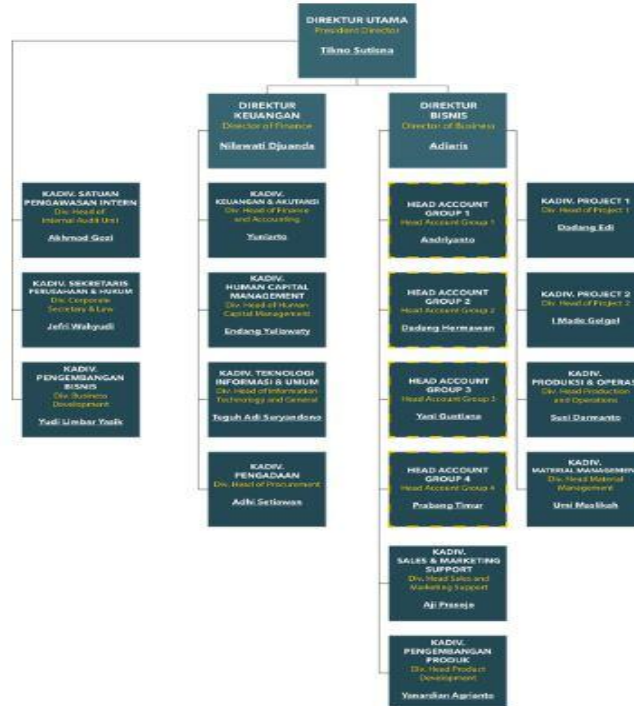 DIREKTUR UTAMA
President Director
Tikno Sutisna
DIREKTUR
KEUANGAN
Director of Finance
Nilawati Djuanda
DIREKTUR
BISNIS
Director of Business
Adiaris
KADIV. SATUAN
PENGAWASAN INTERN
Div. Head of
Internal Audit Unit
Akhmad Gozi
KADIV. SEKRETARIS
PERUSAHAAN & HUKUM
Div. Corporate
Secretary & Law
Jefri Wahyudi
KADIV.
PENGEMBANGAN
BISNIS
Div. Business
Development
Yudi Limbar Yasik
KADIV.
KEUANGAN & AKUTANSI
Div. Head of Finance
and Accounting
Yuniarto
KADIV.
HUMAN CAPITAL
MANAGEMENT
Div. Head of Human
Capital Management
Endang Yuliawaty
KADIV. TEKNOLOGI
INFORMASI & UMUM
Div. Head of Information
Technology and General
Teguh Adi Suryandono
KADIV.
PENGADAAN
Div. Head of Procurement
Adhi Setiawan
HEAD ACCOUNT
GROUP 1
Head Account Group 1
Andriyanto
HEAD ACCOUNT
GROUP 2
Head Account Group 2
Dadang Hermawan
HEAD ACCOUNT
GROUP 3
Head Account Group 3
Yani Gustiana
HEAD ACCOUNT
GROUP 4
Head Account Group 4
Prabang Timur
KADIV.
SALES & MARKETING
SUPPORT
Div. Head Sales and
Marketing Support
Aji Prasojo
KADIV.
PENGEMBANGAN
PRODUK
Div. Head Product
Development
Yanardian Agrianto
KADIV. PROJECT 1
Div. Head of Project 1
Dadang Edi
KADIV. PROJECT 2
Div. Head of Project 2
I Made Gelgel
KADIV.
PRODUKSI & OPERAS
Div. Head Production
and Operations
Susi Darmanto
KADIV.
MATERIAL MANAGEMENT
Div. Head Material
Management
Umi Maslikah